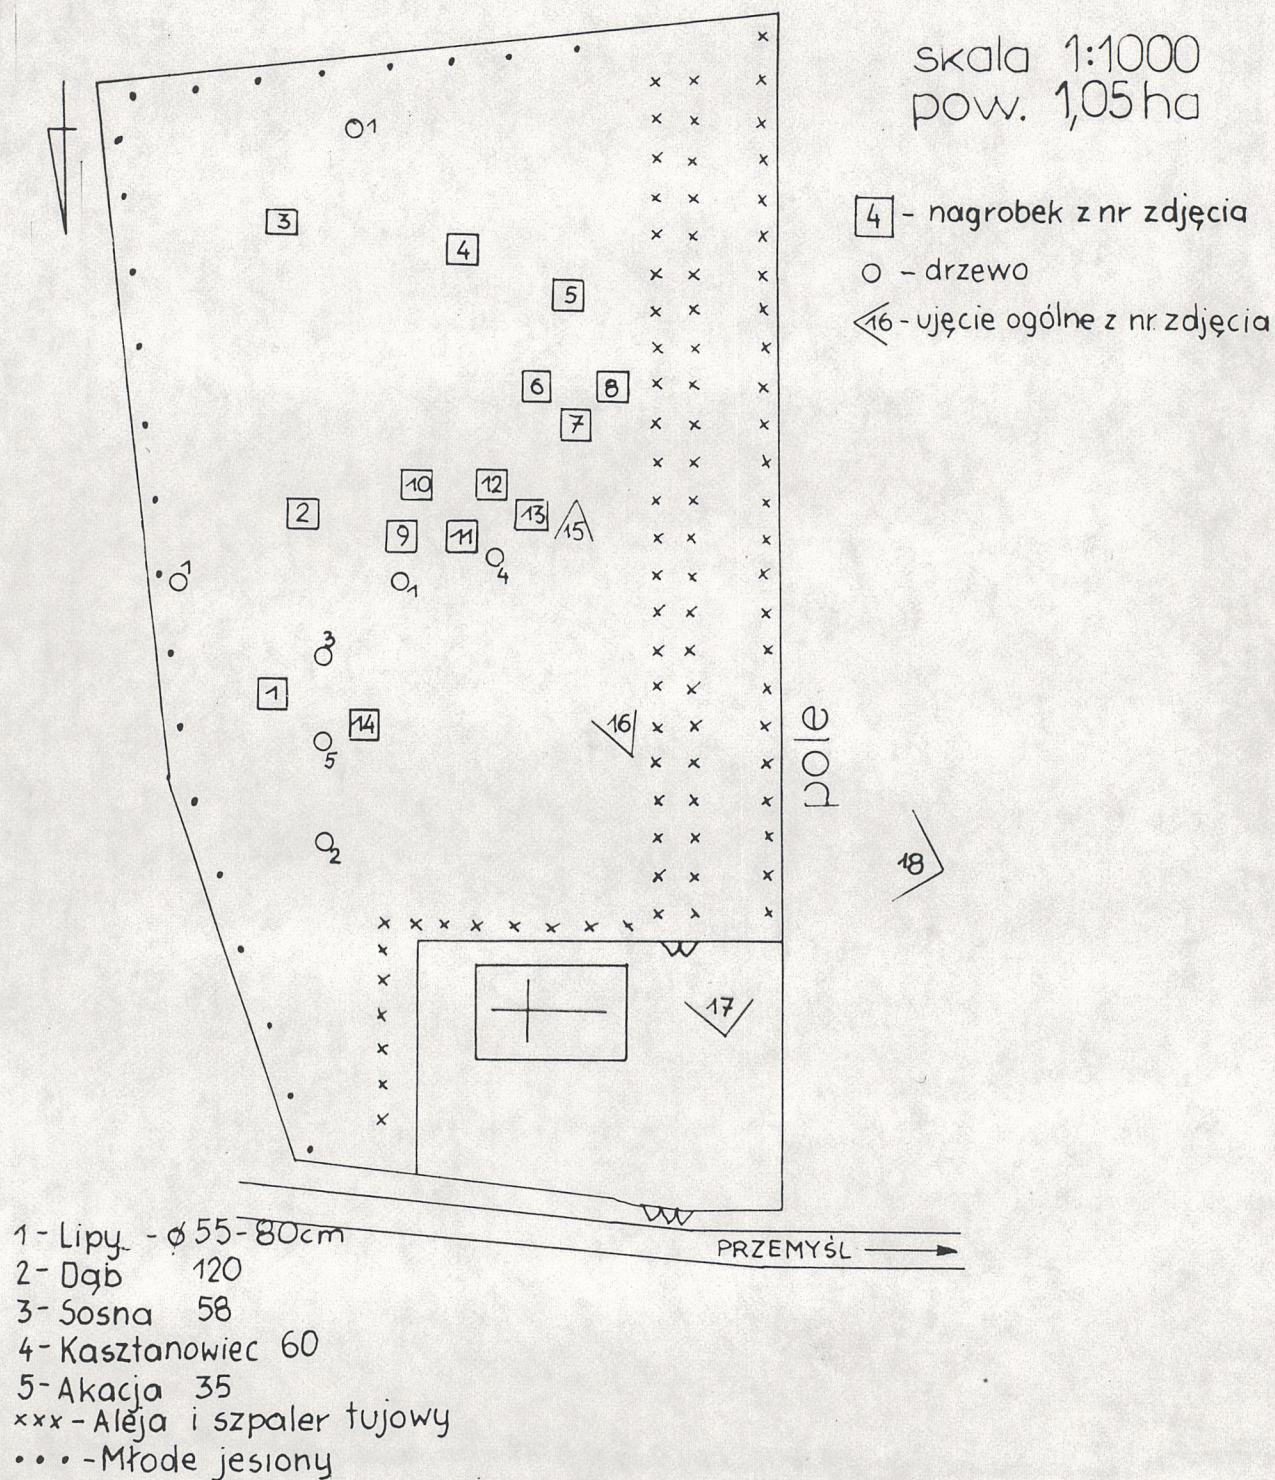 skala 1:1000
pow. 1,05 ha
4 - nagrobek z nr zdjęcia
o - drzewo
16 - ujęcie ogólne z nr zdjęcia
1
3
4
5
6
8
7
10
12
2
13
15
9
11
4
1
1
3
1
14
16
5
pole
2
18
17
PRZEMYŚL
1 - Lipy - ø 55-80cm
2 - Dąb 120
3 - Sosna 58
4 - Kasztanowiec 60
5 - Akacja 35
xxx - Aleja i szpaler tujowy
• • • - Młode jesiony